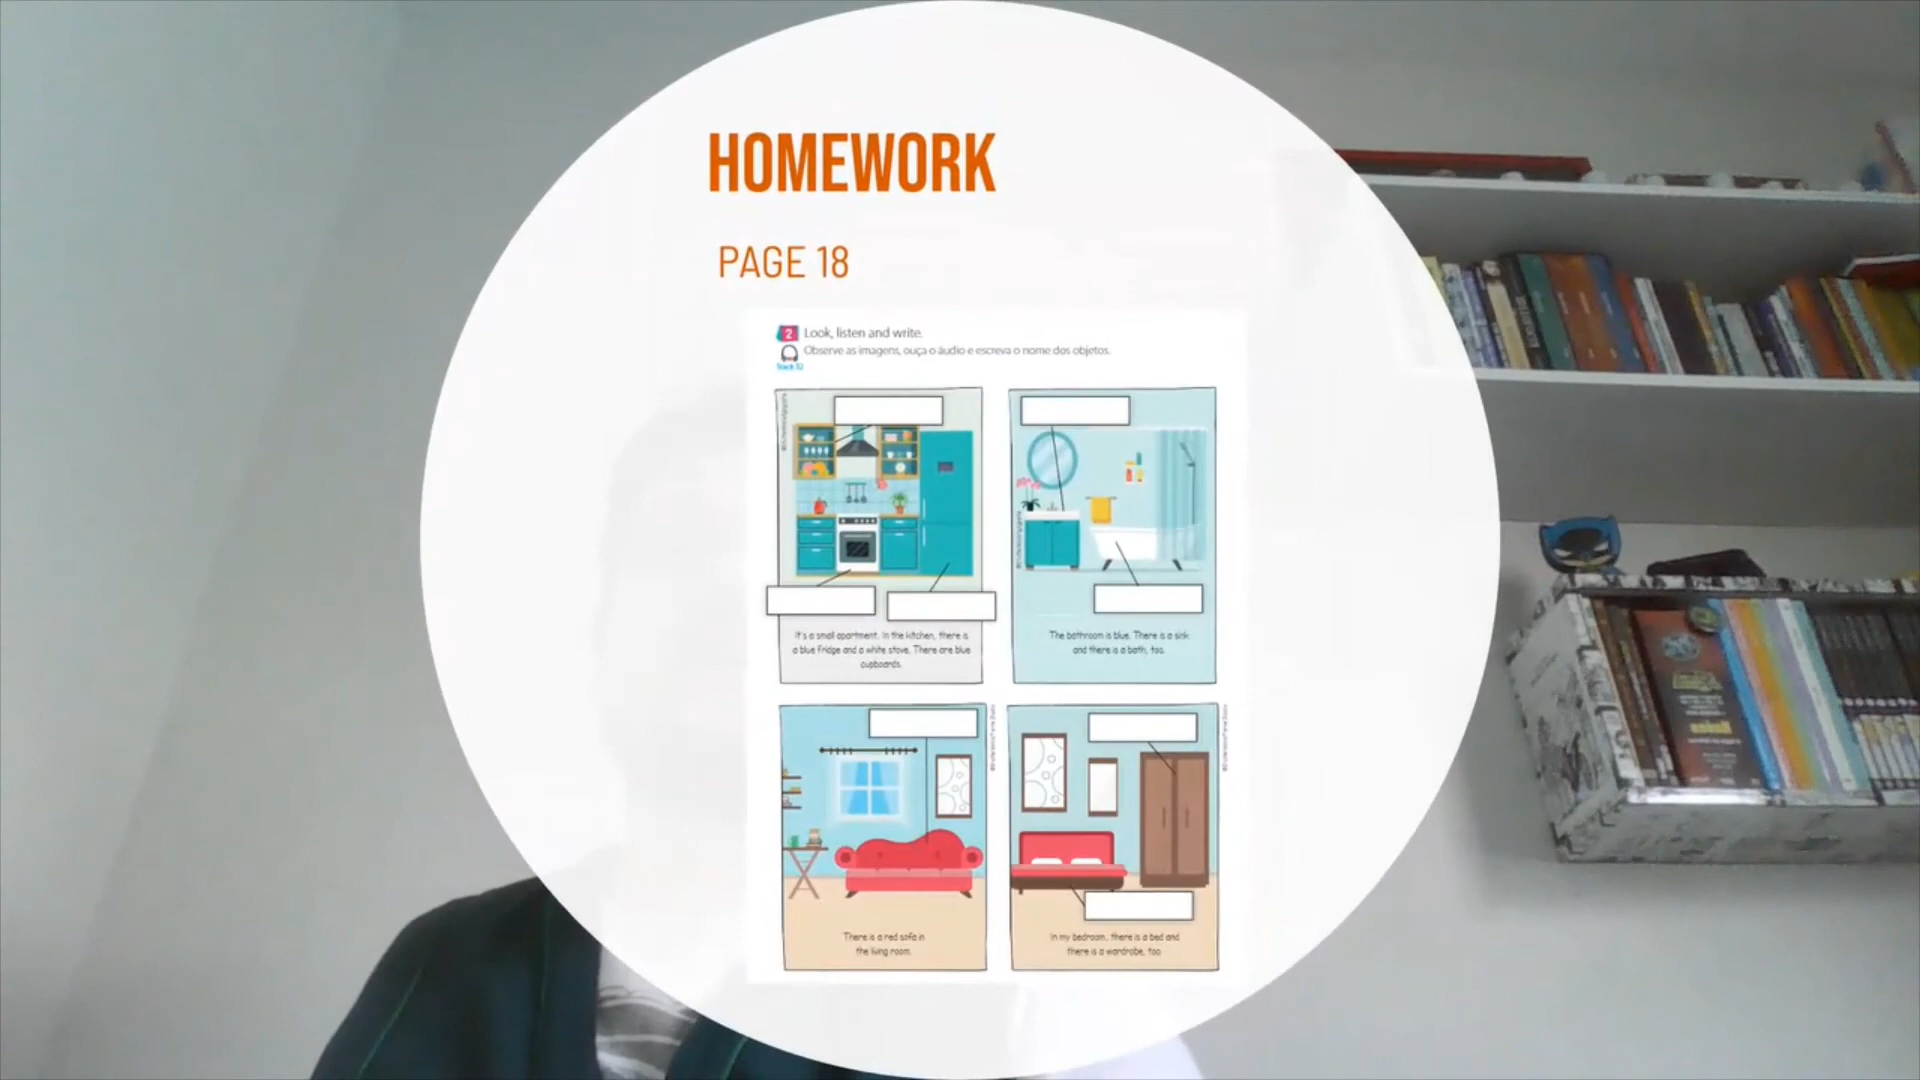 HOMEWORK
PAGE 18
2 Look, listen and write.
Observe as imagens, ouça o áudio e escreva o nome dos objetos.
Track 32
It's a small apartment. In the kitchen, there is
a blue fridge and a white stove. There are blue
cupboards.
The bathroom is blue. There is a sink
and there is a bath, too.
There is a red sofa in
the living room.
In my bedroom, there is a bed and
there is a wardrobe, too.